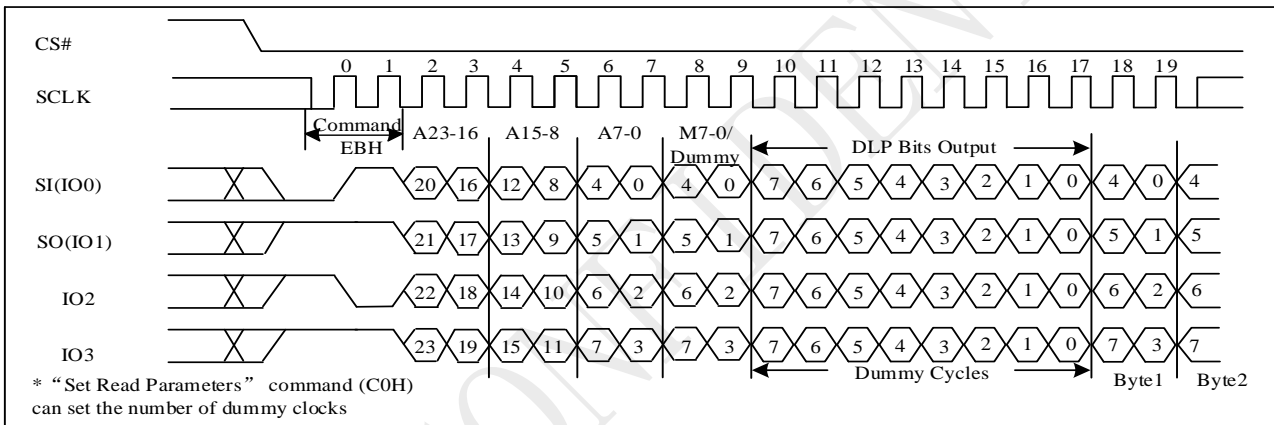 CS#
0 1 2 3 4 5 6 7 8 9 10 11 12 13 14 15 16 17 18 19
SCLK
Command A23-16 A15-8 A7-0 M7-0/
EBH Dummy DLP Bits Output
SI(IO0) 20 16 12 8 4 0 4 0 7 6 5 4 3 2 1 0 4 0 4
SO(IO1) 21 17 13 9 5 1 5 1 7 6 5 4 3 2 1 0 5 1 5
IO2 22 18 14 10 6 2 6 2 7 6 5 4 3 2 1 0 6 2 6
IO3 23 19 15 11 7 3 7 3 7 6 5 4 3 2 1 0 7 3 7
Dummy Cycles Byte1 Byte2
* “Set Read Parameters” command (C0H)
can set the number of dummy clocks